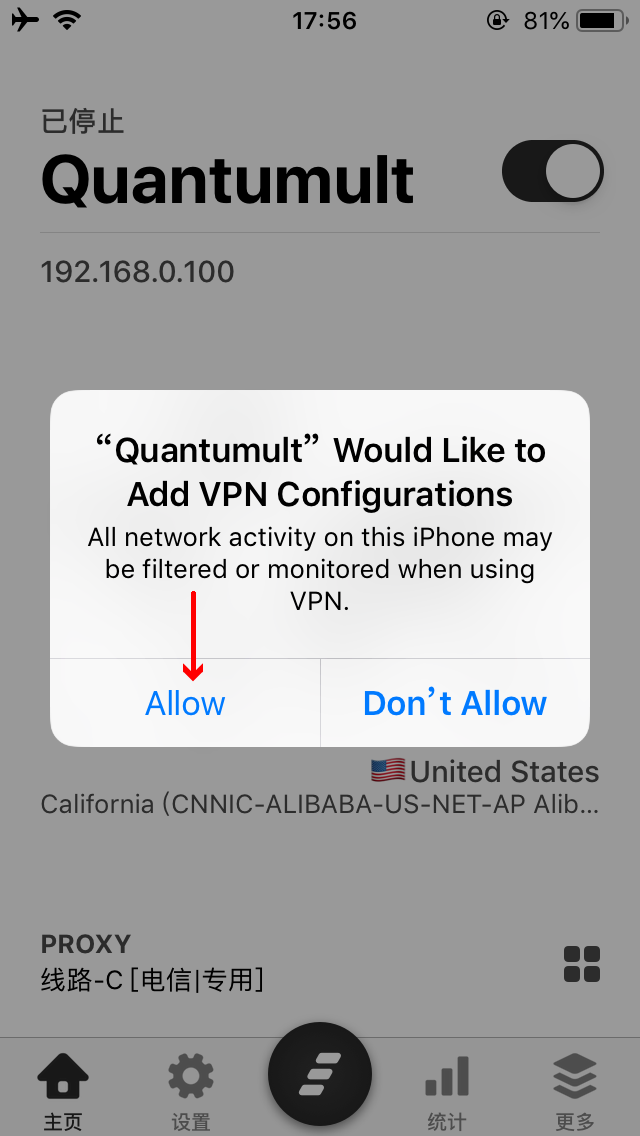 17:56
81%
已停止
Quantumult
192.168.0.100
“Quantumult” Would Like to
Add VPN Configurations
All network activity on this iPhone may
be filtered or monitored when using
VPN.
Allow
Don’t Allow
United States
California (CNNIC-ALIBABA-US-NET-AP Alib...
PROXY
线路-C [电信|专用]
主页
设置
统计
更多